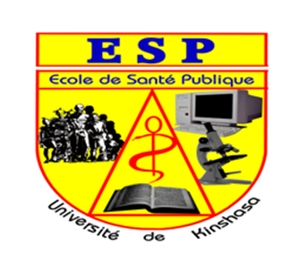 ESP
Ecole de Santé Publique
Université de Kinshasa